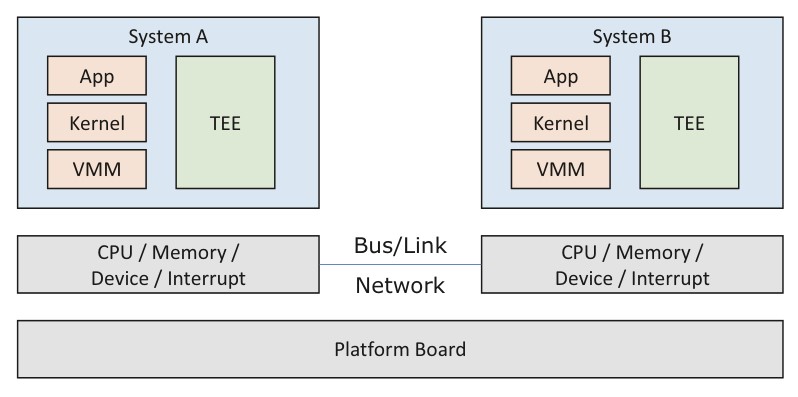 System A
App
Kernel
VMM
TEE
System B
App
Kernel
VMM
TEE
CPU / Memory /
Device / Interrupt
Bus/Link
Network
CPU / Memory /
Device / Interrupt
Platform Board